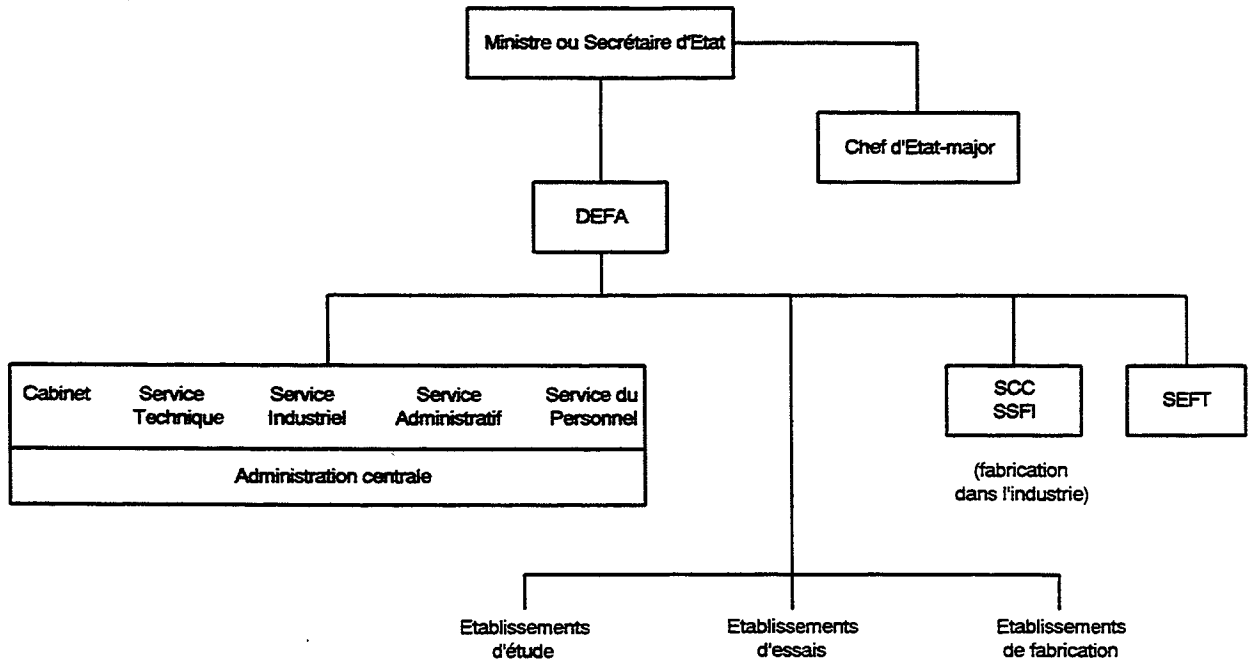 Ministre ou Secrétaire d'Etat
Chef d'Etat-major
DEFA
Cabinet
Service
Technique
Service
Industriel
Service
Administratif
Service du
Personnel
Administration centrale
SCC
SSFI
(fabrication
dans l'industrie)
SEFT
Etablissements
d'étude
Etablissements
d'essais
Etablissements
de fabrication